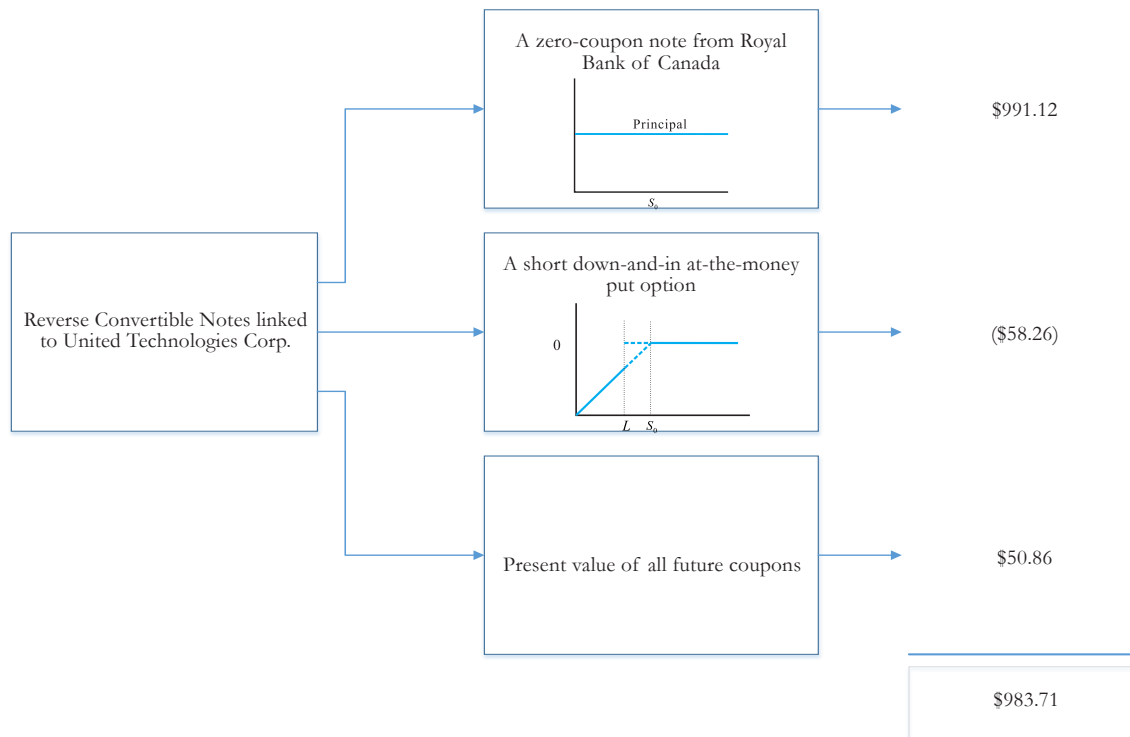 A zero-coupon note from Royal
Bank of Canada
Principal
S₀
$991.12
Reverse Convertible Notes linked
to United Technologies Corp.
A short down-and-in at-the-money
put option
0
L S₀
($58.26)
Present value of all future coupons
$50.86
$983.71